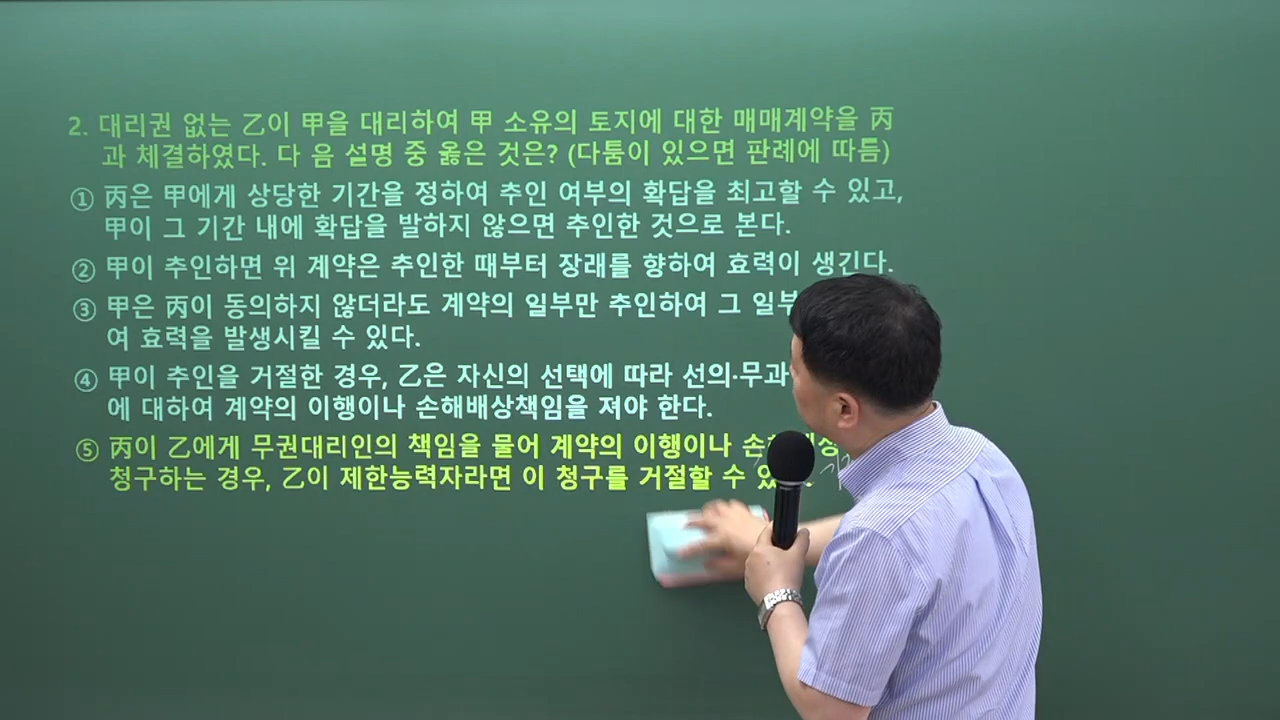 2. 대리권 없는 乙이 甲을 대리하여 甲 소유의 토지에 대한 매매계약을 丙
과 체결하였다. 다 음 설명 중 옳은 것은? (다툼이 있으면 판례에 따름)
① 丙은 甲에게 상당한 기간을 정하여 추인 여부의 확답을 최고할 수 있고,
甲이 그 기간 내에 확답을 발하지 않으면 추인한 것으로 본다.
② 甲이 추인하면 위 계약은 추인한 때부터 장래를 향하여 효력이 생긴다.
③ 甲은 丙이 동의하지 않더라도 계약의 일부만 추인하여 그 일부
여 효력을 발생시킬 수 있다.
④ 甲이 추인을 거절한 경우, 乙은 자신의 선택에 따라 선의·무과
에 대하여 계약의 이행이나 손해배상책임을 져야 한다.
⑤ 丙이 乙에게 무권대리인의 책임을 물어 계약의 이행이나
청구하는 경우, 乙이 제한능력자라면 이 청구를 거절할 수